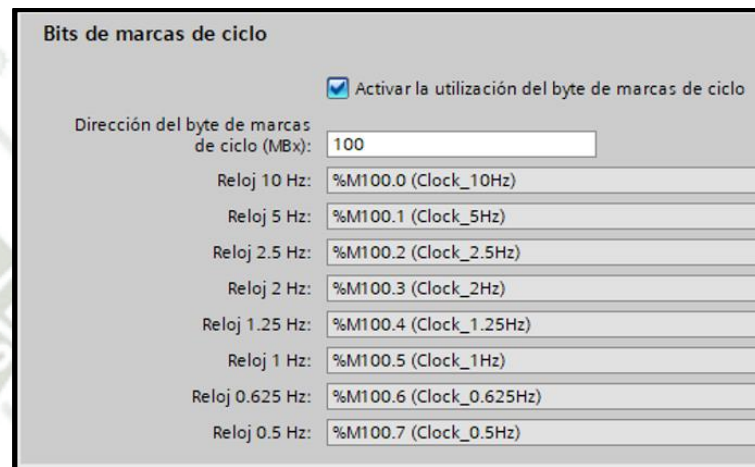 Bits de marcas de ciclo
Activar la utilización del byte de marcas de ciclo
Dirección del byte de marcas
de ciclo (MBx): 100
Reloj 10 Hz: %M100.0 (Clock_10Hz)
Reloj 5 Hz: %M100.1 (Clock_5Hz)
Reloj 2.5 Hz: %M100.2 (Clock_2.5Hz)
Reloj 2 Hz: %M100.3 (Clock_2Hz)
Reloj 1.25 Hz: %M100.4 (Clock_1.25Hz)
Reloj 1 Hz: %M100.5 (Clock_1Hz)
Reloj 0.625 Hz: %M100.6 (Clock_0.625Hz)
Reloj 0.5 Hz: %M100.7 (Clock_0.5Hz)